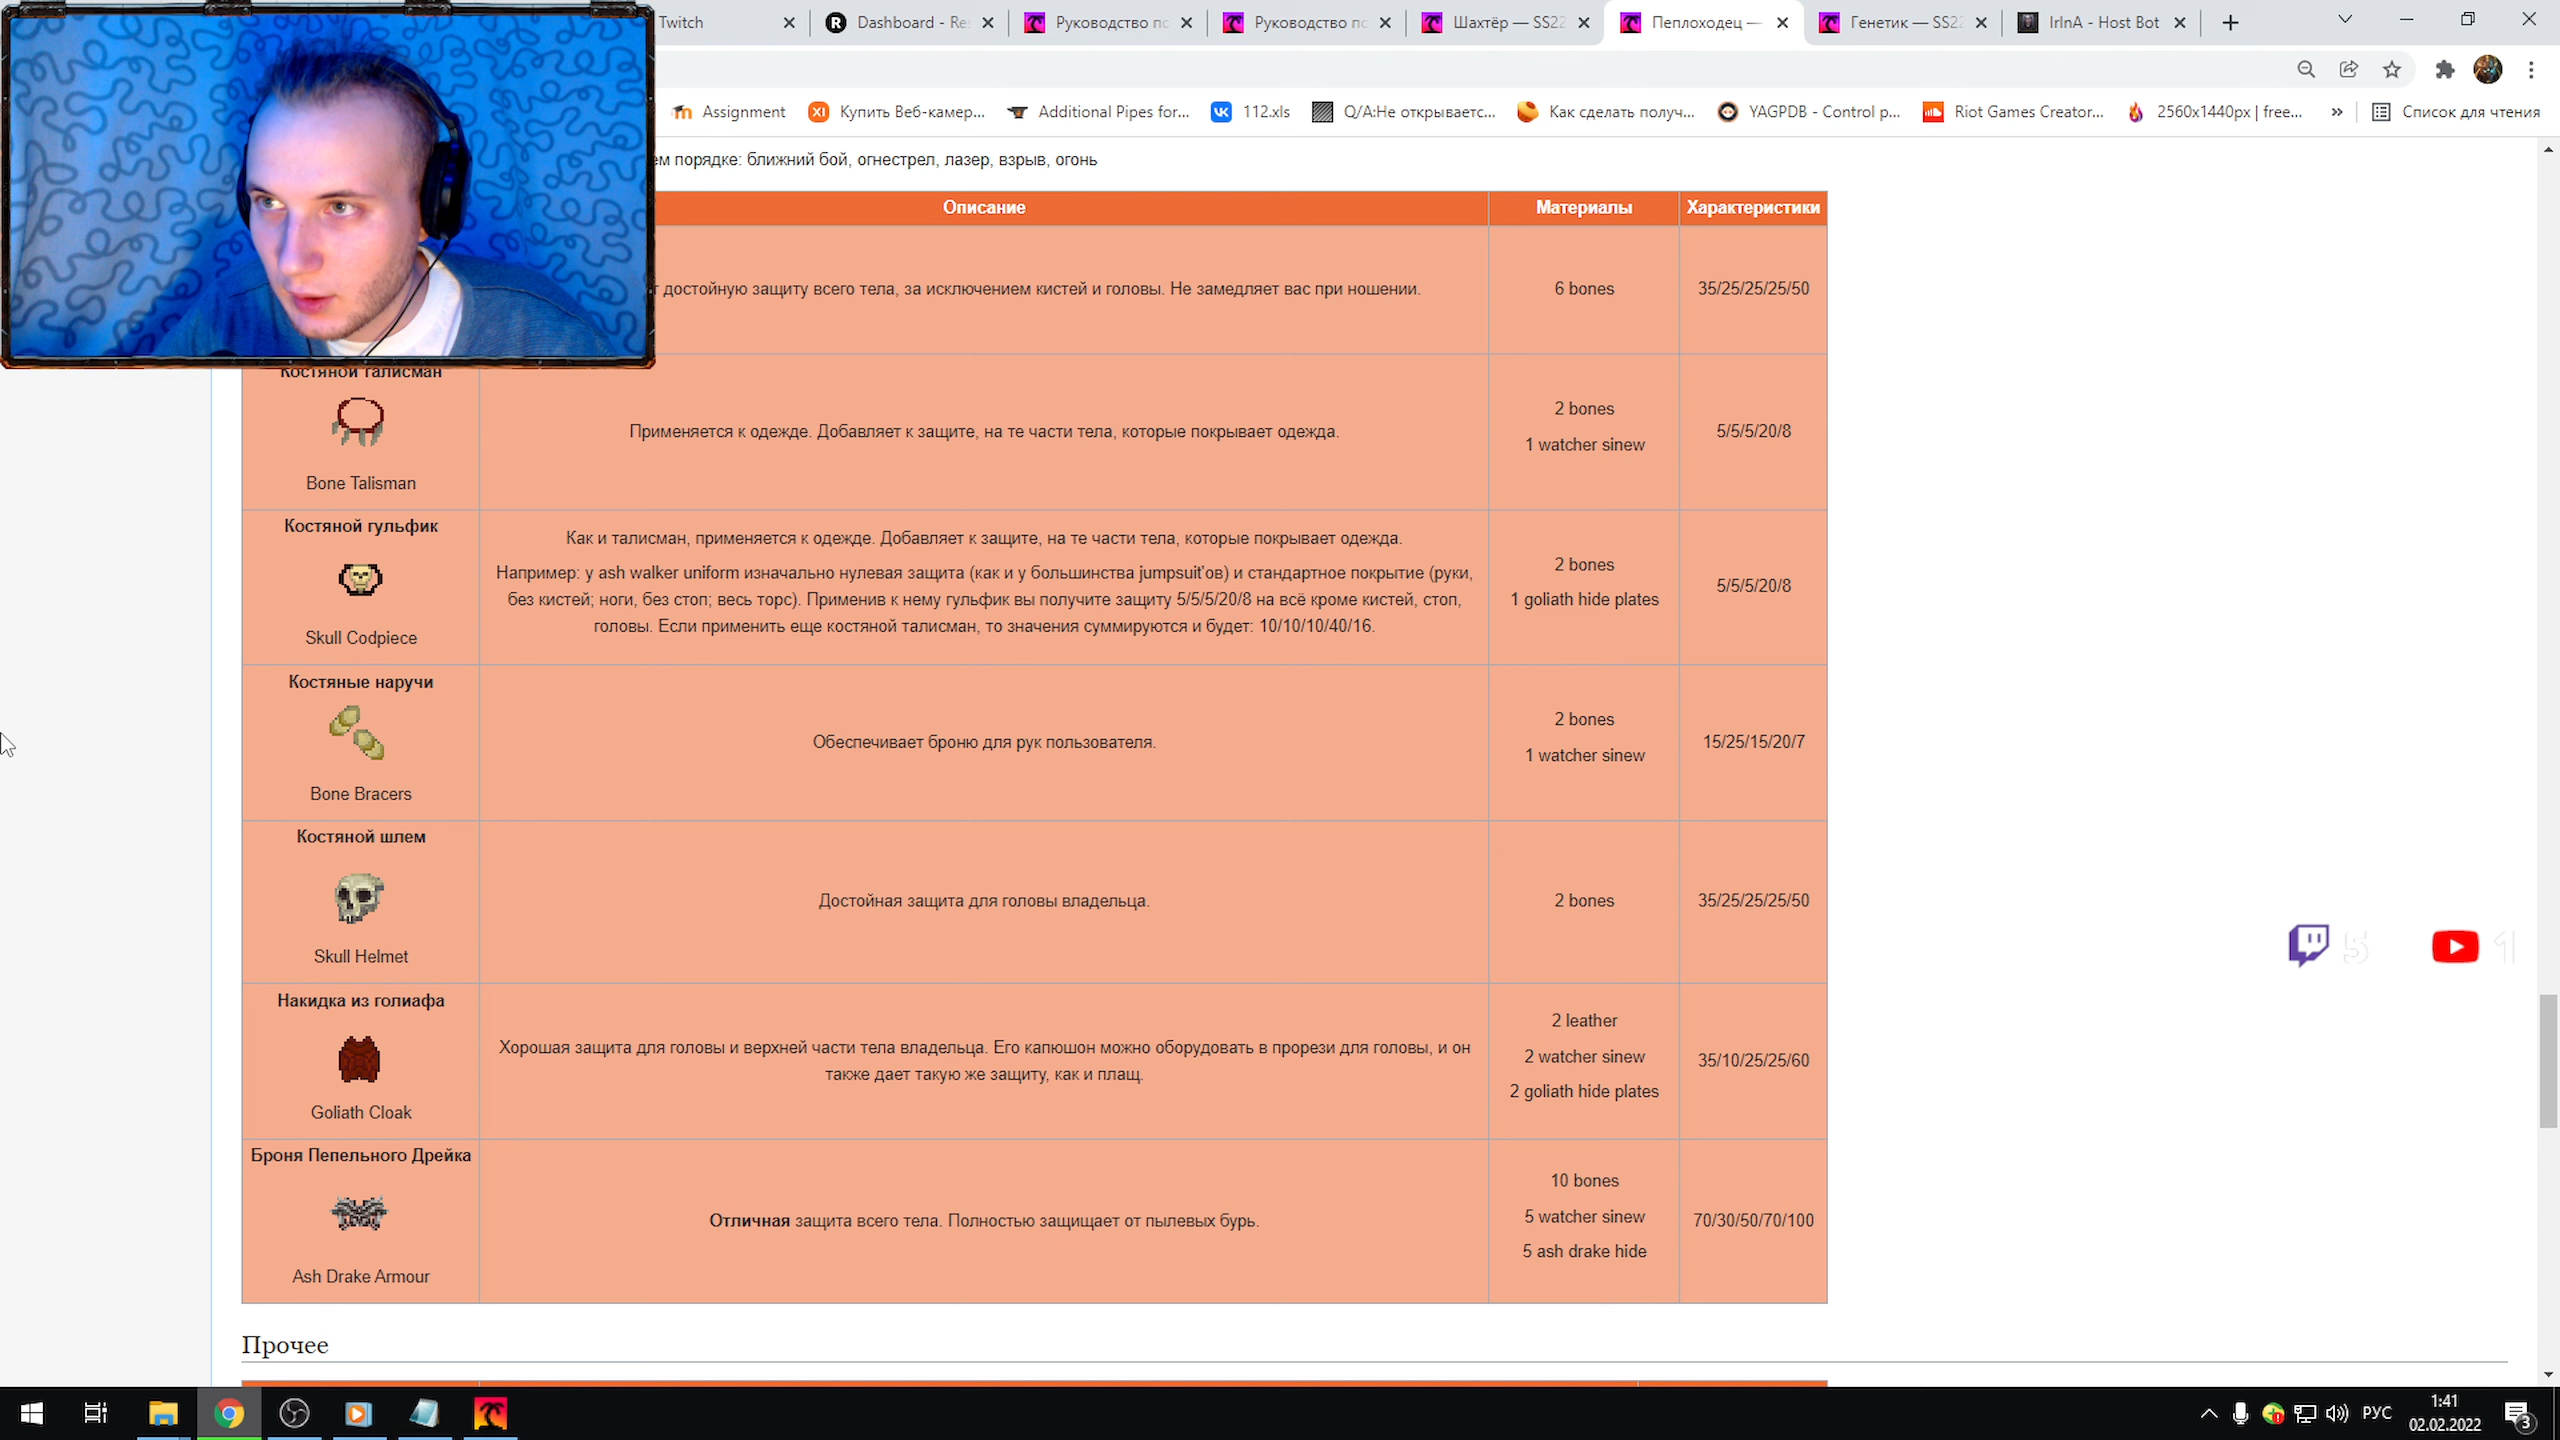 Twitch
Dashboard - Re
Руководство по
Руководство по
Шахтёр — SS22
Пеплоходец —
Генетик — SS22
IrInA - Host Bot
Assignment
Купить Веб-камер...
Additional Pipes for...
112.xls
Q/A:Не открываетс...
Как сделать получ...
YAGPDB - Control p...
Riot Games Creator...
2560x1440px | free...
»
Список для чтения
ем порядке: ближний бой, огнестрел, лазер, взрыв, огонь
Описание
Материалы
Характеристики
достойную защиту всего тела, за исключением кистей и головы. Не замедляет вас при ношении.
6 bones
35/25/25/25/50
Костяной талисман
Bone Talisman
Применяется к одежде. Добавляет к защите, на те части тела, которые покрывает одежда.
2 bones
1 watcher sinew
5/5/5/20/8
Костяной гульфик
Skull Codpiece
Как и талисман, применяется к одежде. Добавляет к защите, на те части тела, которые покрывает одежда.
Например: у ash walker uniform изначально нулевая защита (как и у большинства jumpsuit'ов) и стандартное покрытие (руки,
без кистей; ноги, без стоп; весь торс). Применив к нему гульфик вы получите защиту 5/5/5/20/8 на всё кроме кистей, стоп,
головы. Если применить еще костяной талисман, то значения суммируются и будет: 10/10/10/40/16.
2 bones
1 goliath hide plates
5/5/5/20/8
Костяные наручи
Bone Bracers
Обеспечивает броню для рук пользователя.
2 bones
1 watcher sinew
15/25/15/20/7
Костяной шлем
Skull Helmet
Достойная защита для головы владельца.
2 bones
35/25/25/25/50
Накидка из голиафа
Goliath Cloak
Хорошая защита для головы и верхней части тела владельца. Его капюшон можно оборудовать в прорези для головы, и он
также дает такую же защиту, как и плащ.
2 leather
2 watcher sinew
2 goliath hide plates
35/10/25/25/60
Броня Пепельного Дрейка
Ash Drake Armour
Отличная защита всего тела. Полностью защищает от пылевых бурь.
10 bones
5 watcher sinew
5 ash drake hide
70/30/50/70/100
5
1
Прочее
РУС
1:41
02.02.2022
3